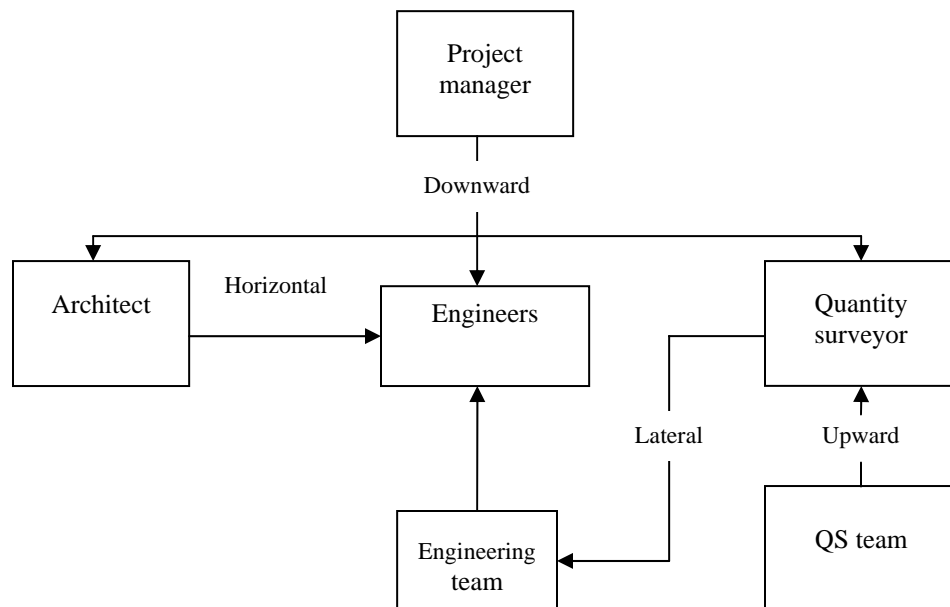 Project
manager
Downward
Architect
Horizontal
Engineers
Quantity
surveyor
Lateral
Upward
Engineering
team
QS team